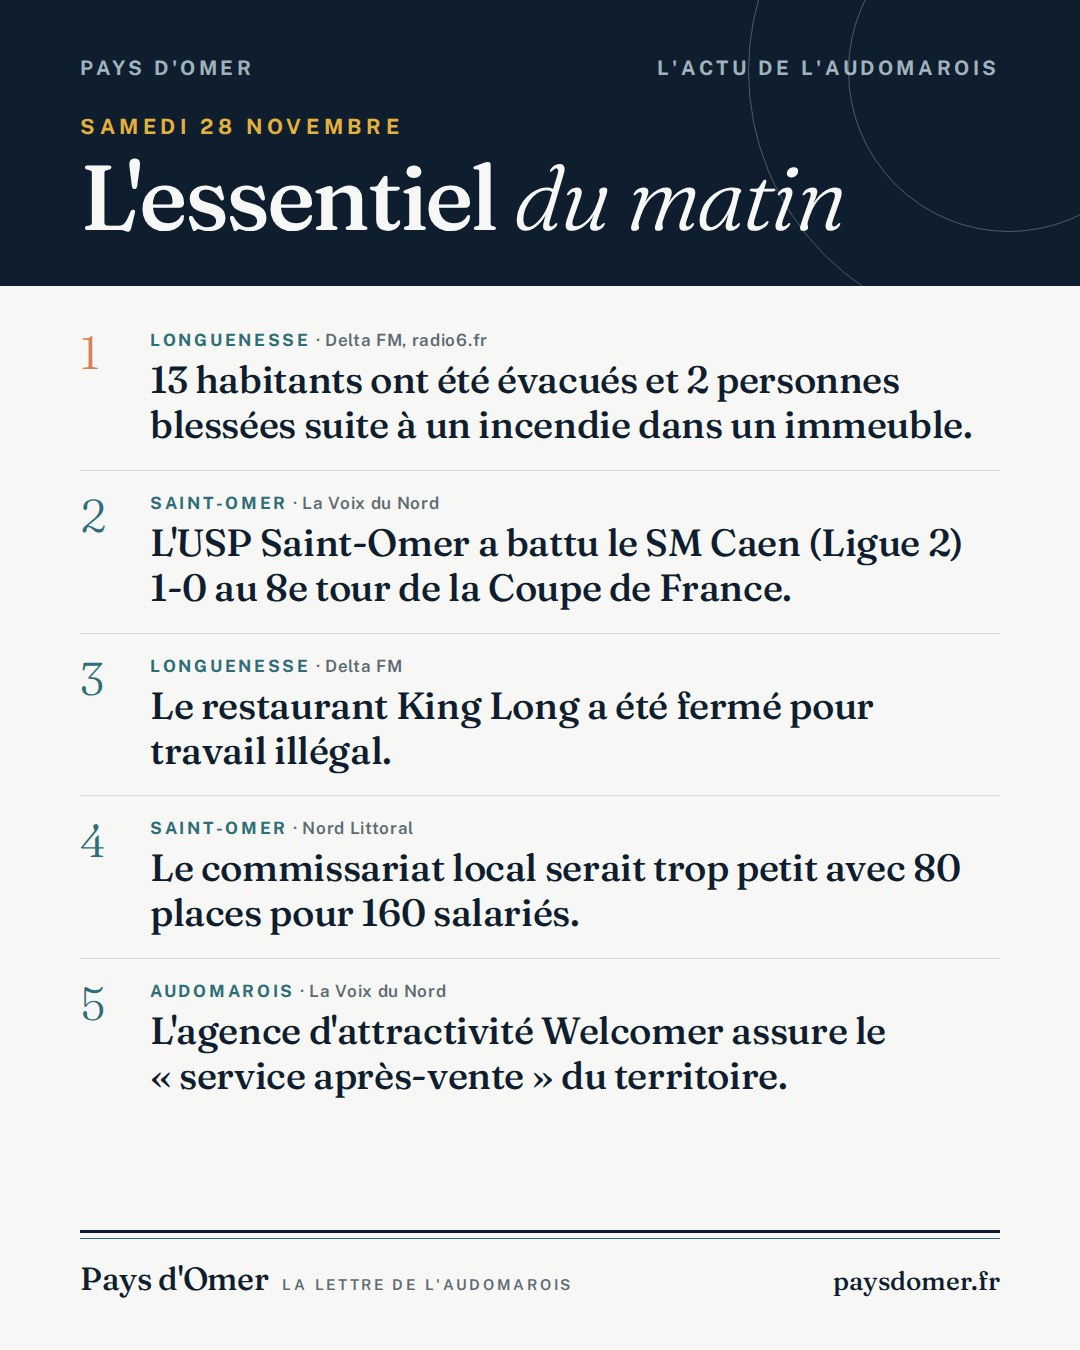 PAYS D'OMER
L'ACTU DE L'AUDOMAROIS
SAMEDI 28 NOVEMBRE
L'essentiel du matin
1
LONGUENESSE · Delta FM, radio6.fr
13 habitants ont été évacués et 2 personnes
blessées suite à un incendie dans un immeuble.
2
SAINT-OMER · La Voix du Nord
L'USP Saint-Omer a battu le SM Caen (Ligue 2)
1-0 au 8e tour de la Coupe de France.
3
LONGUENESSE · Delta FM
Le restaurant King Long a été fermé pour
travail illégal.
4
SAINT-OMER · Nord Littoral
Le commissariat local serait trop petit avec 80
places pour 160 salariés.
5
AUDOMAROIS · La Voix du Nord
L'agence d'attractivité Welcomer assure le
« service après-vente » du territoire.
Pays d'Omer LA LETTRE DE L'AUDOMAROIS
paysdomer.fr